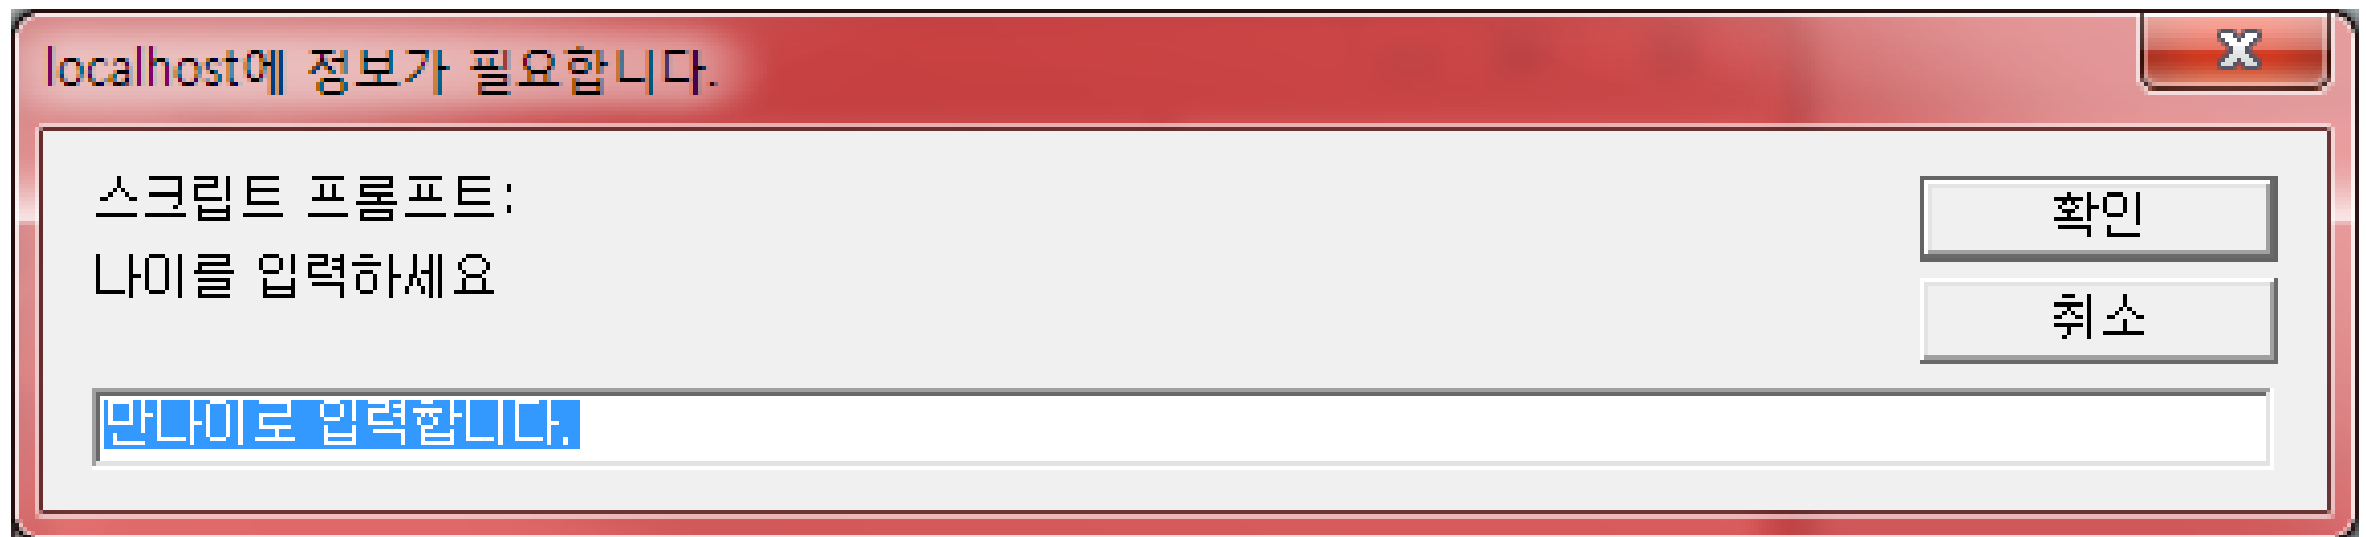 localhost에 정보가 필요합니다.
스크립트 프롬프트:
나이를 입력하세요
확인
취소
만나이로 입력합니다.